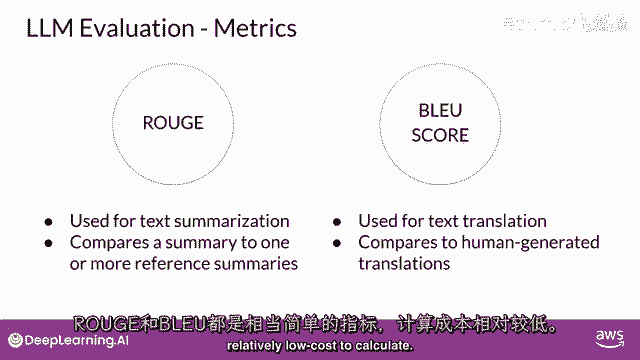 LLM Evaluation - Metrics
ROUGE
BLEU
SCORE
● Used for text summarization
● Compares a summary to one
or more reference summaries
● Used for text translation
● Compares to human-generated
translations
ROUGE和BLEU都是相当简单的指标，计算成本相对较低。
relatively low-cost to calculate.
DeepLearning.AI
aws